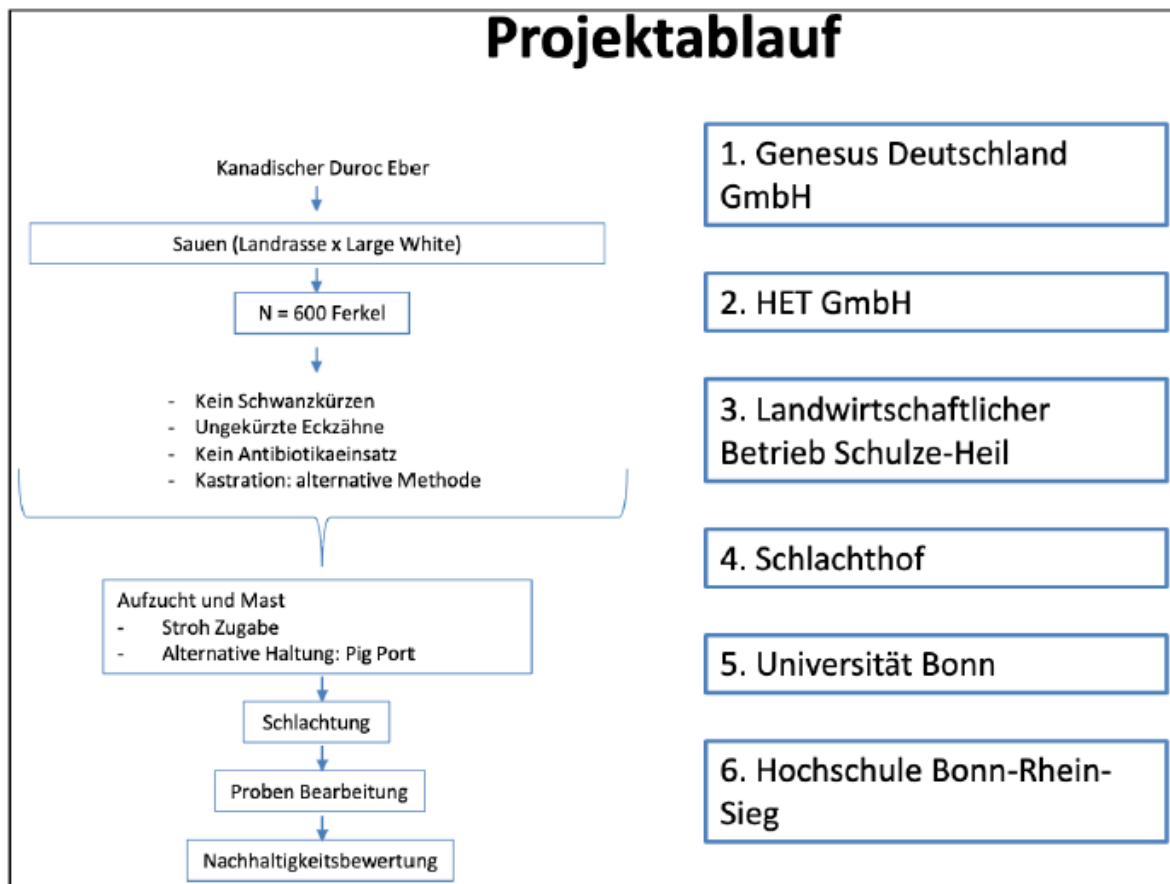 Projektablauf
Kanadischer Duroc Eber
Sauen (Landrasse x Large White)
N = 600 Ferkel
- Kein Schwanzkürzen
- Ungekürzte Eckzähne
- Kein Antibiotikaeinsatz
- Kastration: alternative Methode
Aufzucht und Mast
- Stroh Zugabe
- Alternative Haltung: Pig Port
Schlachtung
Proben Bearbeitung
Nachhaltigkeitsbewertung
1. Genesus Deutschland
GmbH
2. HET GmbH
3. Landwirtschaftlicher
Betrieb Schulze-Heil
4. Schlachthof
5. Universität Bonn
6. Hochschule Bonn-Rhein-
Sieg